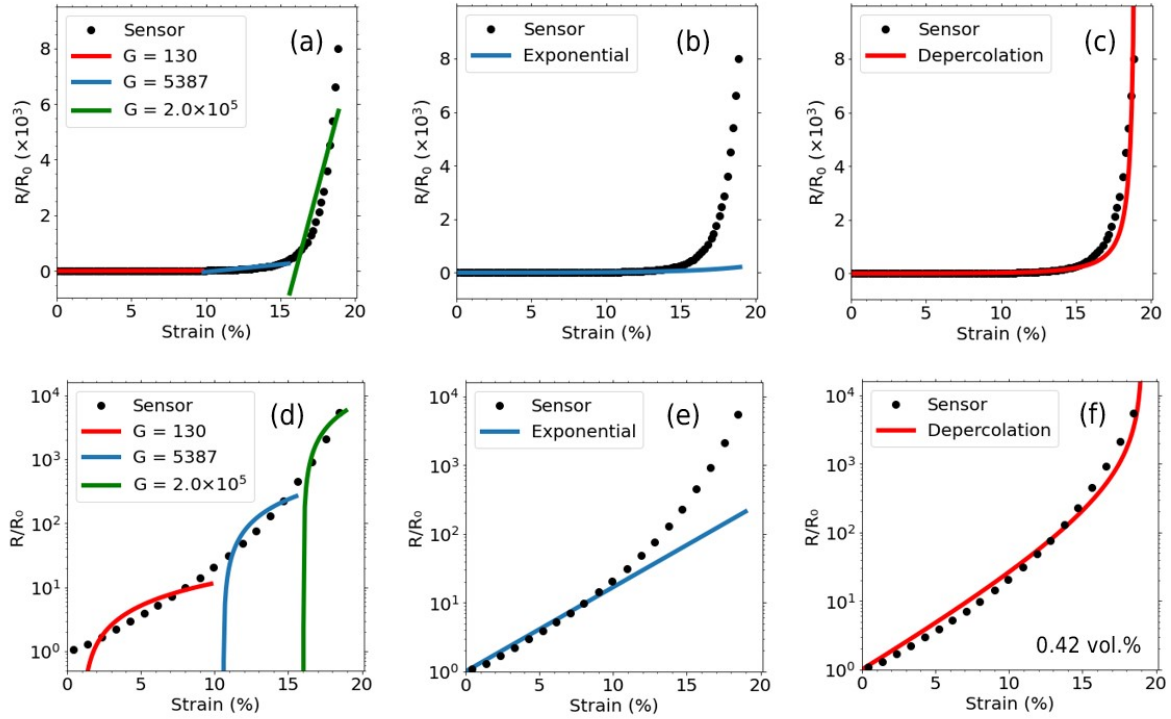 Sensor
G = 130
G = 5387
G = 2.0×10⁵
(a)
R/R₀ (×10³)
8
6
4
2
0
0 5 10 15 20
Strain (%)
Sensor
Exponential
(b)
R/R₀ (×10³)
8
6
4
2
0
0 5 10 15 20
Strain (%)
Sensor
Depercolation
(c)
R/R₀ (×10³)
8
6
4
2
0
0 5 10 15 20
Strain (%)
Sensor
G = 130
G = 5387
G = 2.0×10⁵
(d)
R/R₀
10⁴
10³
10²
10¹
10⁰
0 5 10 15 20
Strain (%)
Sensor
Exponential
(e)
R/R₀
10⁴
10³
10²
10¹
10⁰
0 5 10 15 20
Strain (%)
Sensor
Depercolation
(f)
R/R₀
10⁴
10³
10²
10¹
10⁰
0.42 vol.%
0 5 10 15 20
Strain (%)